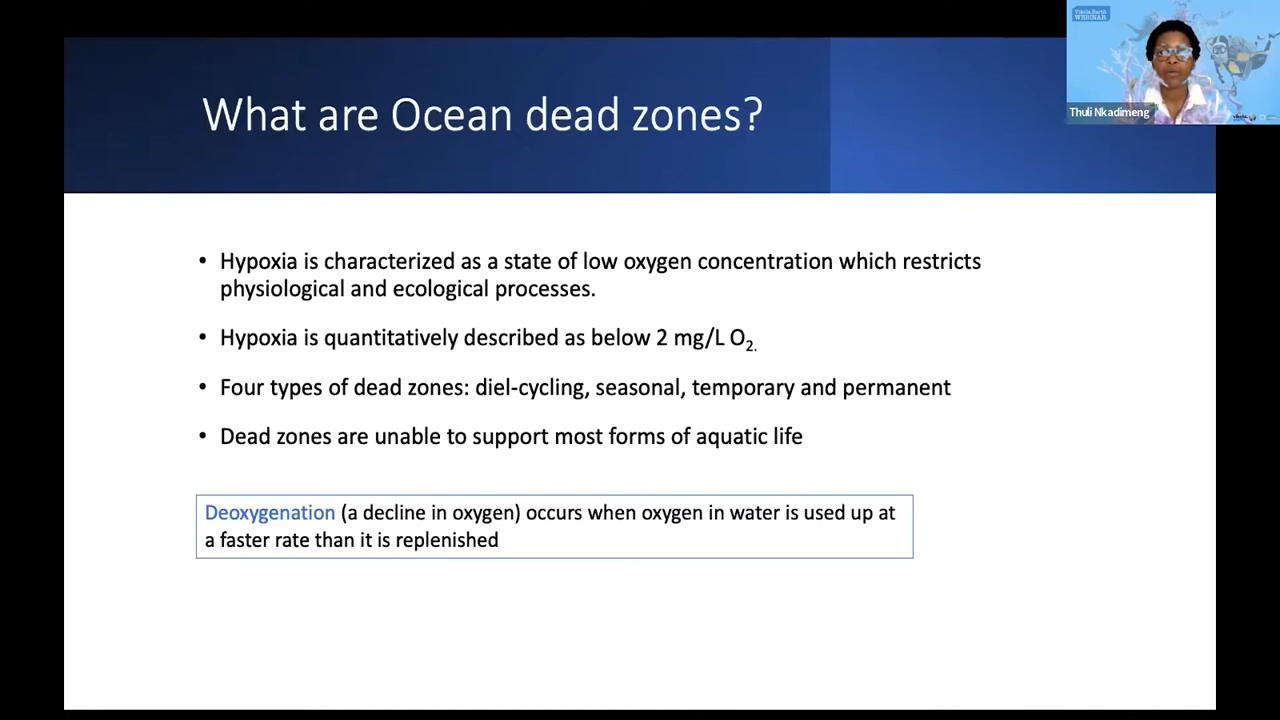 Vikela.Earth
WEBINAR
Thuli Nkadimeng
What are Ocean dead zones?
• Hypoxia is characterized as a state of low oxygen concentration which restricts
physiological and ecological processes.
• Hypoxia is quantitatively described as below 2 mg/L O₂.
• Four types of dead zones: diel-cycling, seasonal, temporary and permanent
• Dead zones are unable to support most forms of aquatic life
Deoxygenation (a decline in oxygen) occurs when oxygen in water is used up at
a faster rate than it is replenished